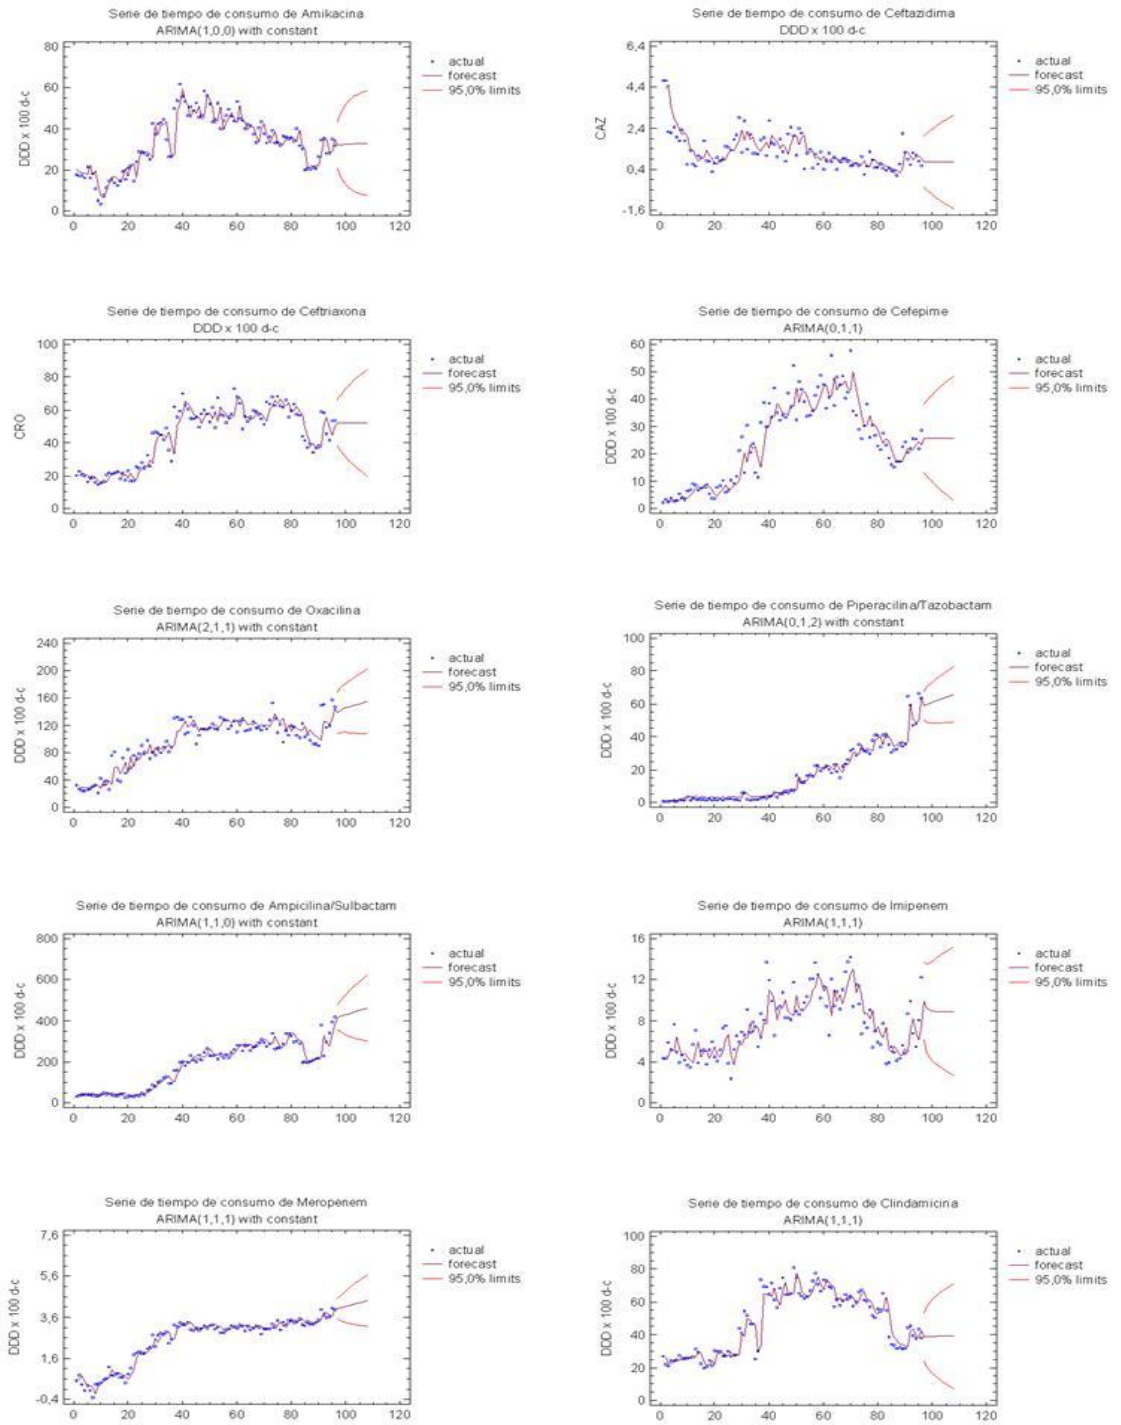 Serie de tiempo de consumo de Amikacina
ARIMA(1,0,0) with constant
80
60
40
20
0
DDD x 100 d-c
0 20 40 60 80 100 120
actual
forecast
95,0% limits
Serie de tiempo de consumo de Ceftazidima
DDD x 100 d-c
6,4
4,4
2,4
0,4
-1,6
CAZ
0 20 40 60 80 100 120
actual
forecast
95,0% limits
Serie de tiempo de consumo de Ceftriaxona
DDD x 100 d-c
100
80
60
40
20
0
CRO
0 20 40 60 80 100 120
actual
forecast
95,0% limits
Serie de tiempo de consumo de Cefepime
ARIMA(0,1,1)
60
50
40
30
20
10
0
DDD x 100 d-c
0 20 40 60 80 100 120
actual
forecast
95,0% limits
Serie de tiempo de consumo de Oxacilina
ARIMA(2,1,1) with constant
240
200
160
120
80
40
0
DDD x 100 d-c
0 20 40 60 80 100 120
actual
forecast
95,0% limits
Serie de tiempo de consumo de Piperacilina/Tazobactam
ARIMA(0,1,2) with constant
100
80
60
40
20
0
DDD x 100 d-c
0 20 40 60 80 100 120
actual
forecast
95,0% limits
Serie de tiempo de consumo de Ampicilina/Sulbactam
ARIMA(1,1,0) with constant
800
600
400
200
0
DDD x 100 d-c
0 20 40 60 80 100 120
actual
forecast
95,0% limits
Serie de tiempo de consumo de Imipenem
ARIMA(1,1,1)
16
12
8
4
0
DDD x 100 d-c
0 20 40 60 80 100 120
actual
forecast
95,0% limits
Serie de tiempo de consumo de Meropenem
ARIMA(1,1,1) with constant
7,6
5,6
3,6
1,6
-0,4
DDD x 100 d-c
0 20 40 60 80 100 120
actual
forecast
95,0% limits
Serie de tiempo de consumo de Clindamicina
ARIMA(1,1,1)
100
80
60
40
20
0
DDD x 100 d-c
0 20 40 60 80 100 120
actual
forecast
95,0% limits